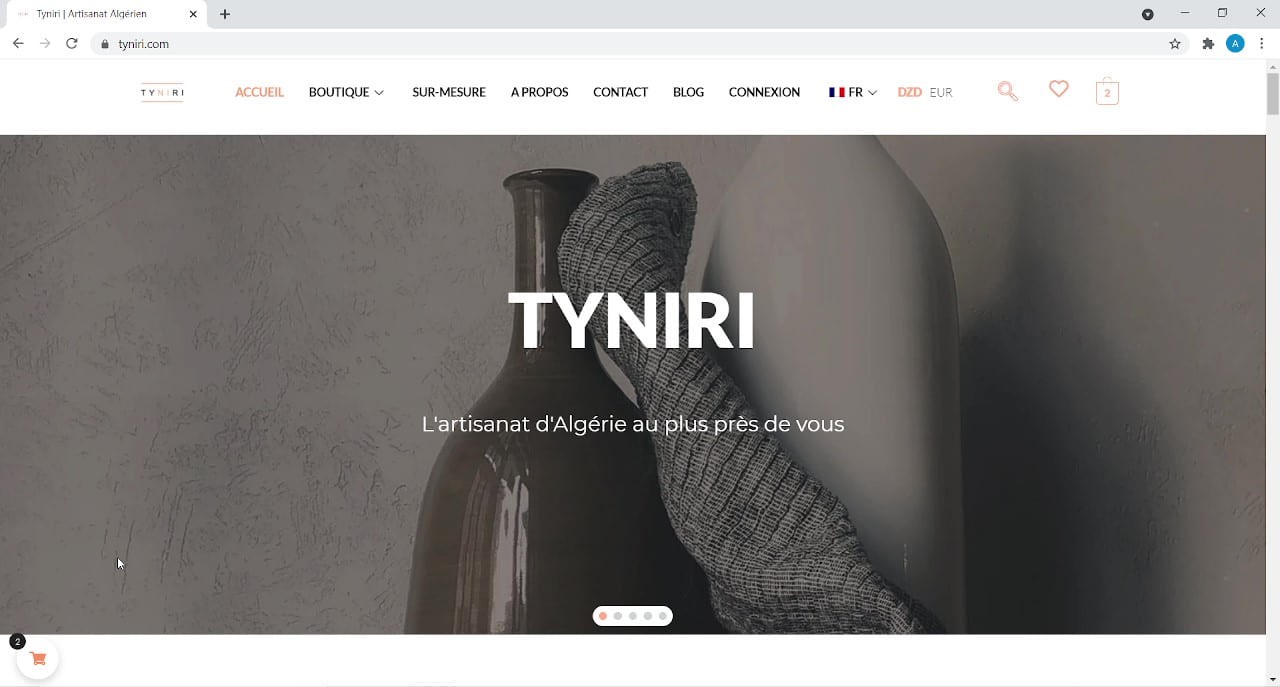 Tyniri | Artisanat Algérien
tyniri.com
A
TYNIRI
ACCUEIL
BOUTIQUE
SUR-MESURE
A PROPOS
CONTACT
BLOG
CONNEXION
FR
DZD EUR
2
TYNIRI
L'artisanat d'Algérie au plus près de vous
2